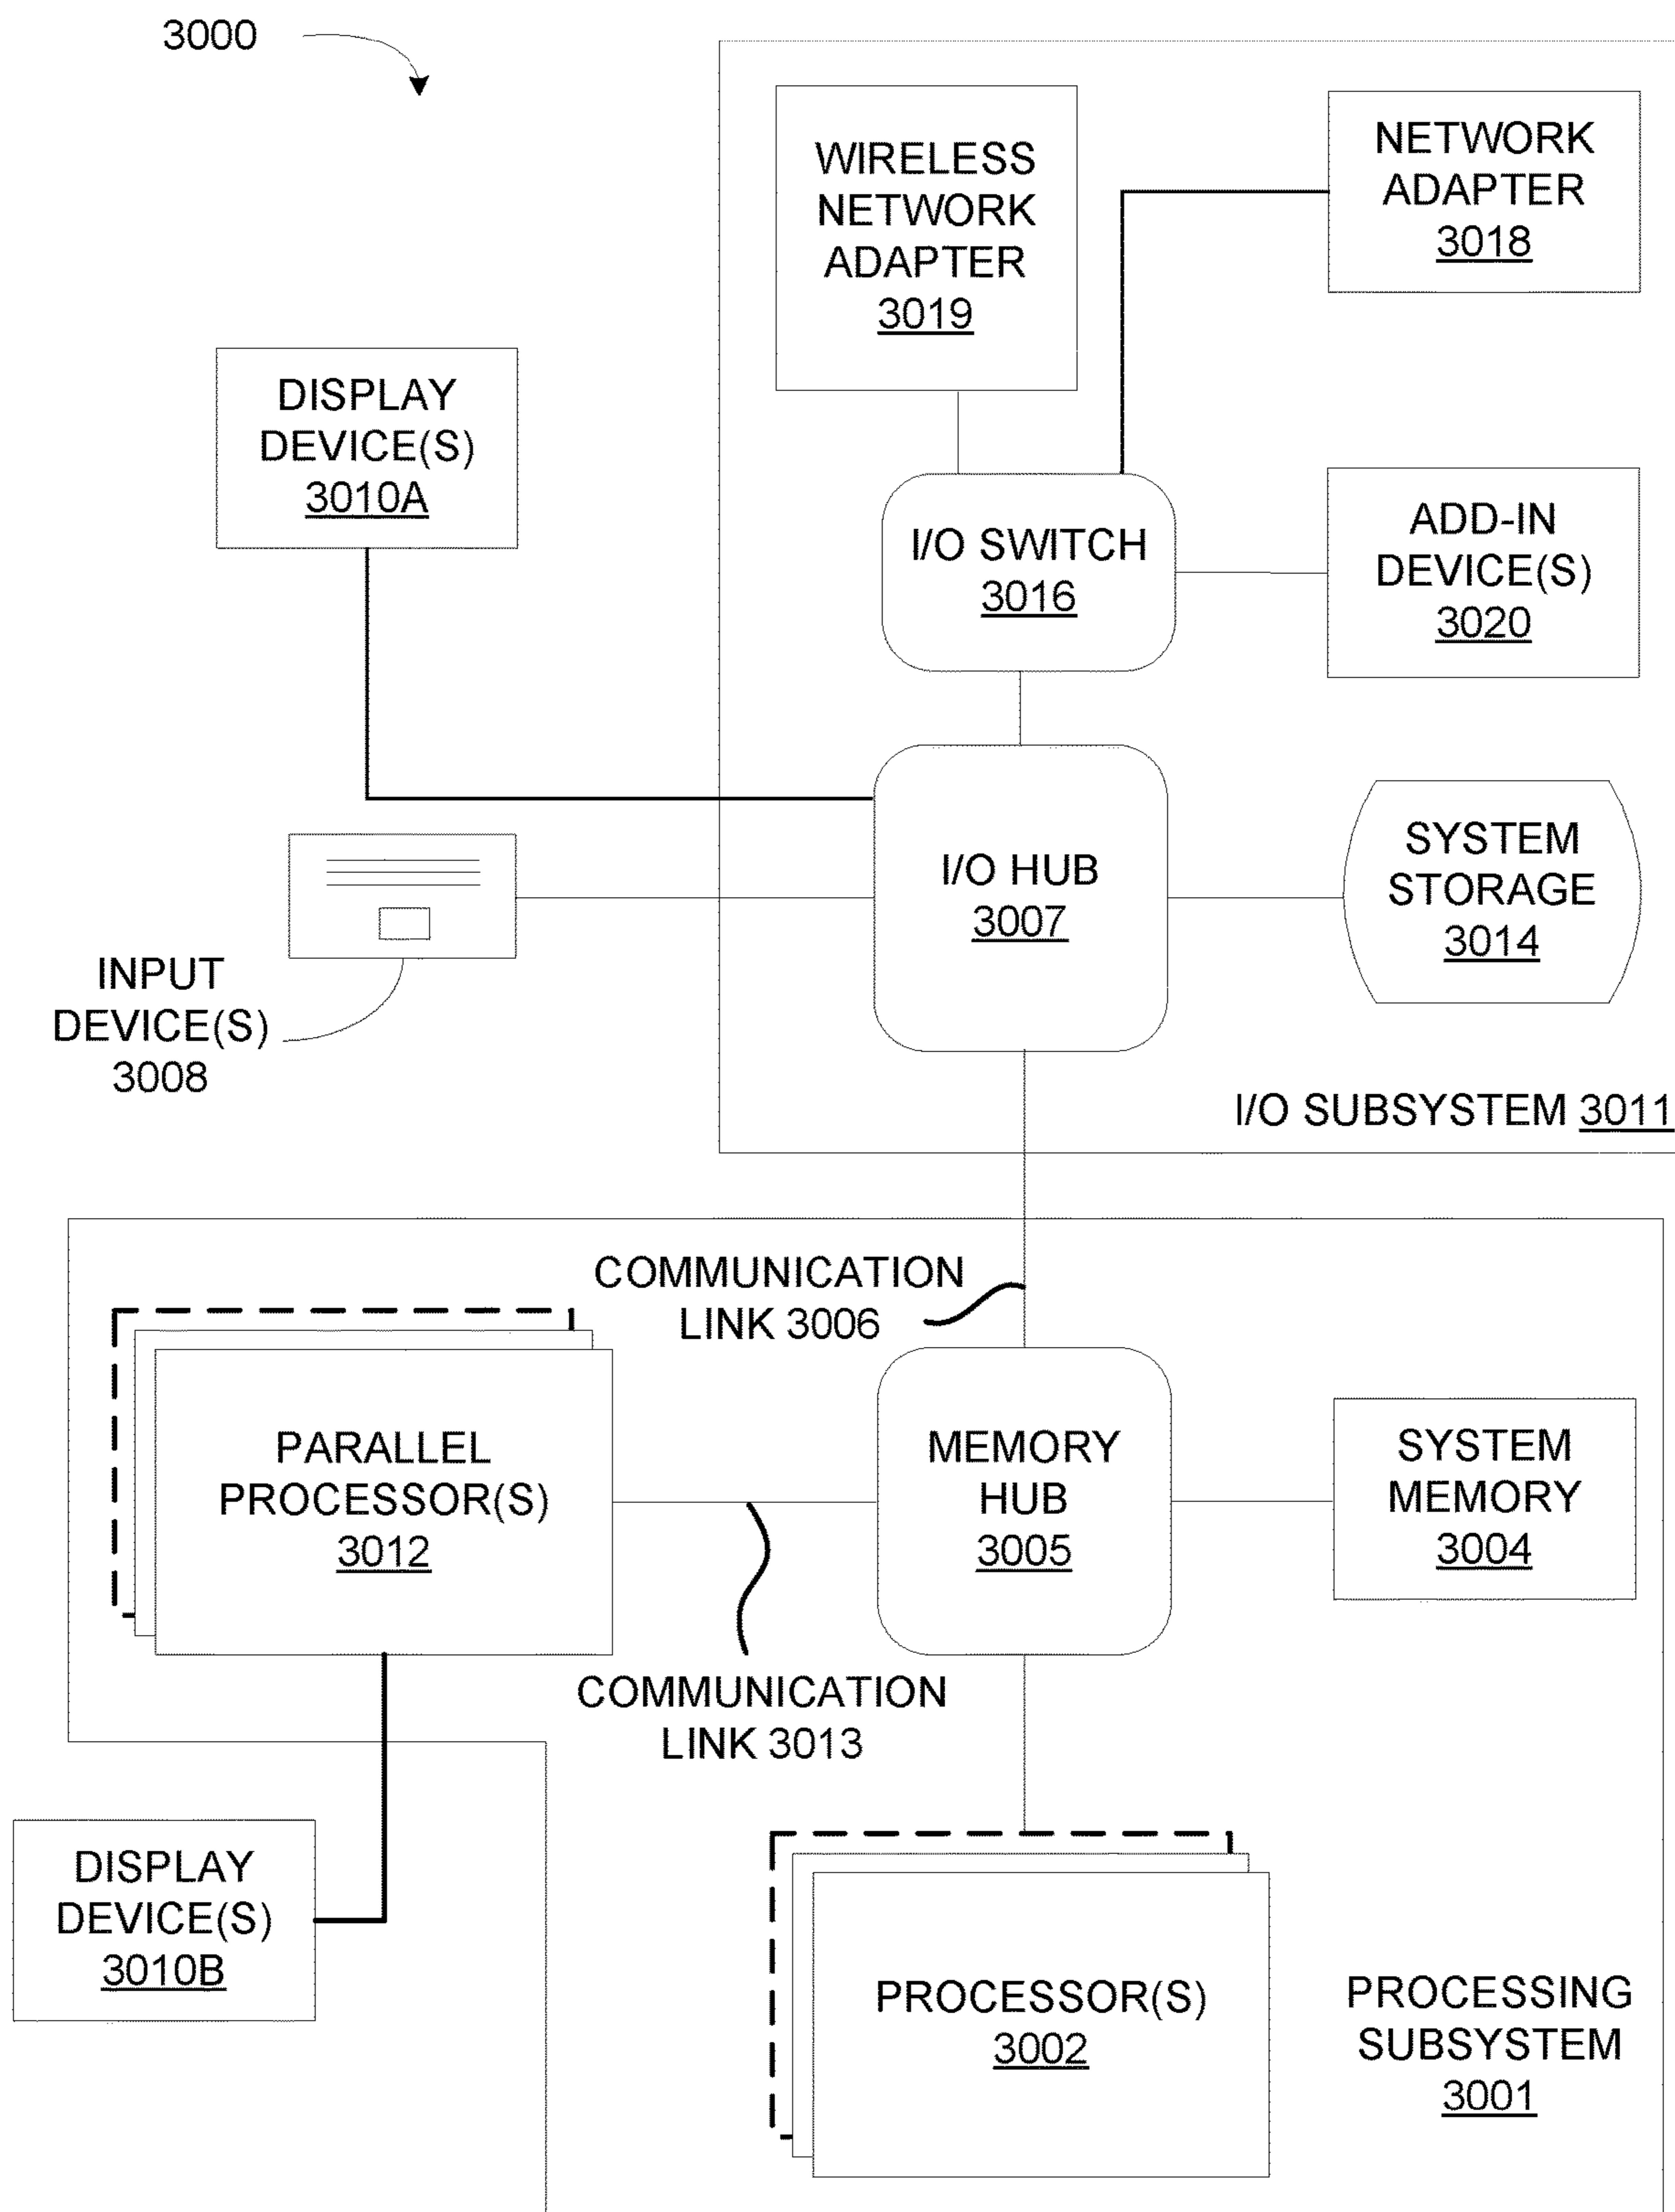 3000
WIRELESS
NETWORK
ADAPTER
3019
NETWORK
ADAPTER
3018
DISPLAY
DEVICE(S)
3010A
I/O SWITCH
3016
ADD-IN
DEVICE(S)
3020
I/O HUB
3007
SYSTEM
STORAGE
3014
INPUT
DEVICE(S)
3008
I/O SUBSYSTEM 3011
COMMUNICATION
LINK 3006
PARALLEL
PROCESSOR(S)
3012
MEMORY
HUB
3005
SYSTEM
MEMORY
3004
COMMUNICATION
LINK 3013
DISPLAY
DEVICE(S)
3010B
PROCESSOR(S)
3002
PROCESSING
SUBSYSTEM
3001